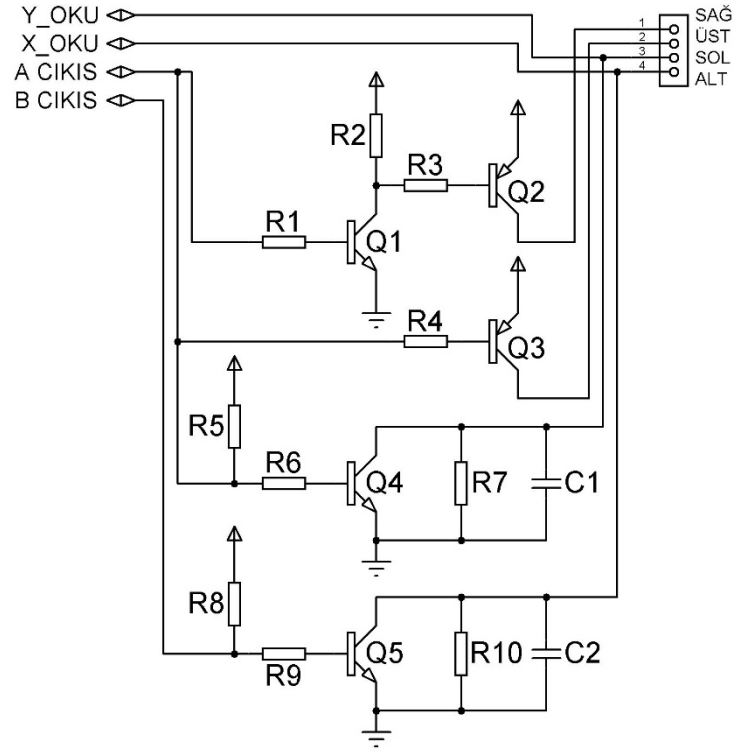 Y_OKU
X_OKU
A CIKIS
B CIKIS
1 SAĞ
2 ÜST
3 SOL
4 ALT
R2
R3
Q2
R1
Q1
R4
Q3
R5
R6
Q4
R7
C1
R8
R9
Q5
R10
C2